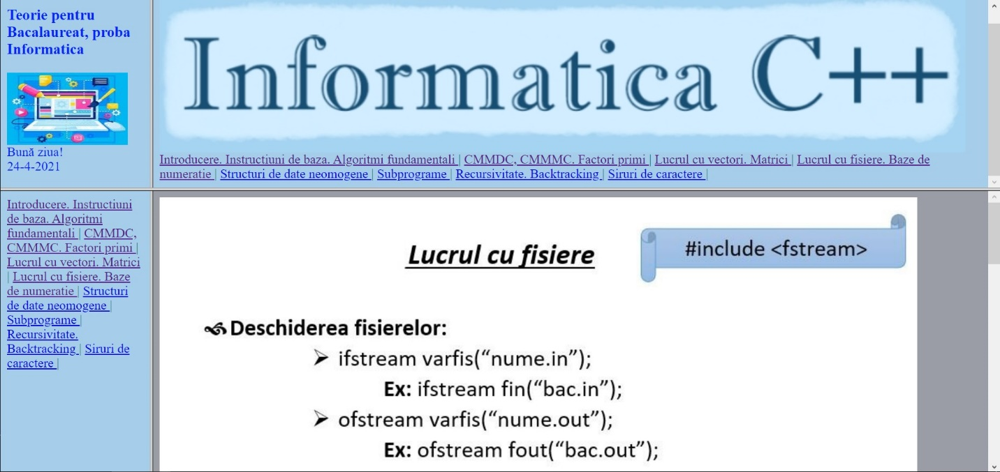 Teorie pentru
Bacalaureat, proba
Informatica
Bună ziua!
24-4-2021
Informatica C++
Introducere. Instructiuni de baza. Algoritmi fundamentali | CMMDC, CMMMC. Factori primi | Lucrul cu vectori. Matrici | Lucrul cu fisiere. Baze de
numeratie | Structuri de date neomogene | Subprograme | Recursivitate. Backtracking | Siruri de caractere |
Introducere. Instructiuni
de baza. Algoritmi
fundamentali | CMMDC,
CMMMC. Factori primi |
Lucrul cu vectori. Matrici
| Lucrul cu fisiere. Baze
de numeratie | Structuri
de date neomogene |
Subprograme |
Recursivitate.
Backtracking | Siruri de
caractere |
Lucrul cu fisiere
#include <fstream>
Deschiderea fisierelor:
ifstream varfis(“nume.in”);
Ex: ifstream fin(“bac.in”);
ofstream varfis(“nume.out”);
Ex: ofstream fout(“bac.out”);